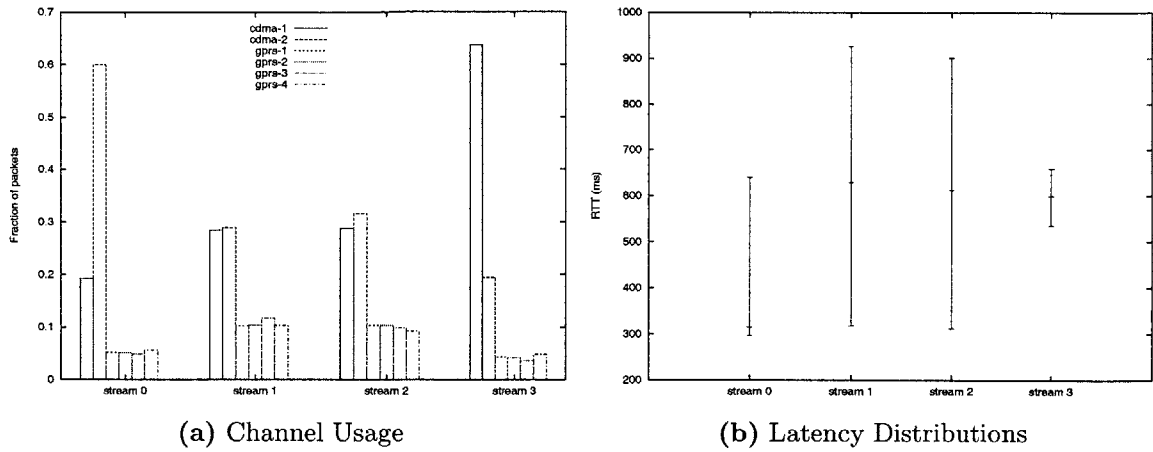 cdma-1
cdma-2
gprs-1
gprs-2
gprs-3
gprs-4
Fraction of packets
0.7
0.6
0.5
0.4
0.3
0.2
0.1
0
stream 0 stream 1 stream 2 stream 3
(a) Channel Usage
RTT (ms)
1000
900
800
700
600
500
400
300
200
stream 0 stream 1 stream 2 stream 3
(b) Latency Distributions